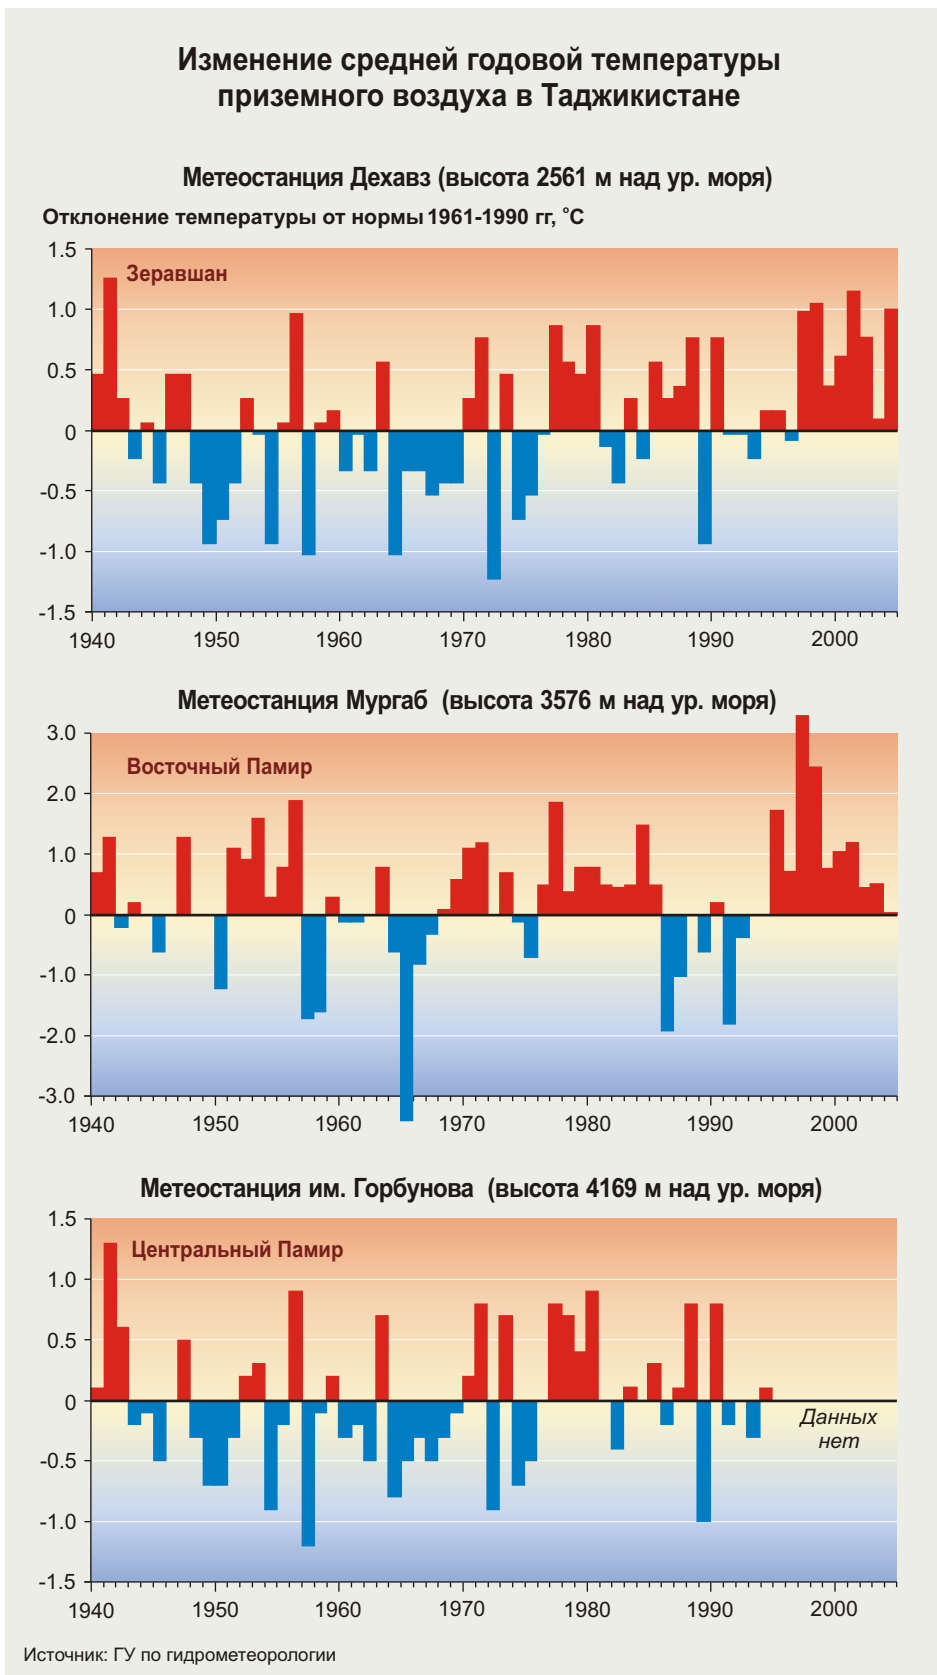 Изменение средней годовой температуры
приземного воздуха в Таджикистане
Метеостанция Дехавз (высота 2561 м над ур. моря)
Отклонение температуры от нормы 1961-1990 гг, °C
1.5
Зеравшан
1.0
0.5
0
-0.5
-1.0
-1.5
1940 1950 1960 1970 1980 1990 2000
Метеостанция Мургаб (высота 3576 м над ур. моря)
3.0
Восточный Памир
2.0
1.0
0
-1.0
-2.0
-3.0
1940 1950 1960 1970 1980 1990 2000
Метеостанция им. Горбунова (высота 4169 м над ур. моря)
1.5
Центральный Памир
1.0
0.5
0
Данных
нет
-0.5
-1.0
-1.5
1940 1950 1960 1970 1980 1990 2000
Источник: ГУ по гидрометеорологии